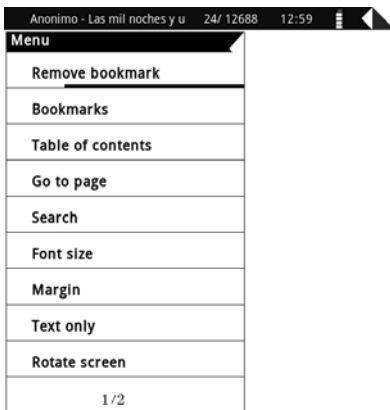 Anonimo - Las mil noches y u 24/ 12688 12:59
Menu
Remove bookmark
Bookmarks
Table of contents
Go to page
Search
Font size
Margin
Text only
Rotate screen
1/2